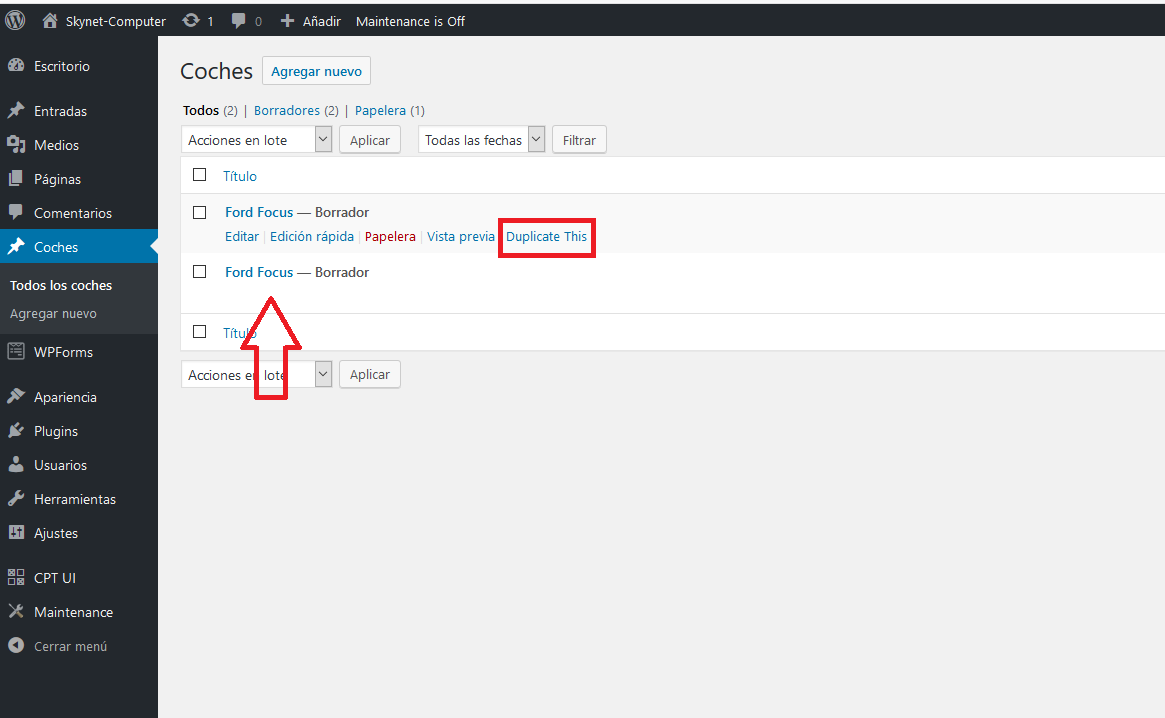 Skynet-Computer 1 0 Añadir Maintenance is Off
Escritorio
Entradas
Medios
Páginas
Comentarios
Coches
Todos los coches
Agregar nuevo
WPForms
Apariencia
Plugins
Usuarios
Herramientas
Ajustes
CPT UI
Maintenance
Cerrar menú
Coches Agregar nuevo
Todos (2) | Borradores (2) | Papelera (1)
Acciones en lote Aplicar Todas las fechas Filtrar
Título
Ford Focus — Borrador
Editar | Edición rápida | Papelera | Vista previa Duplicate This
Ford Focus — Borrador
Título
Acciones en lote Aplicar